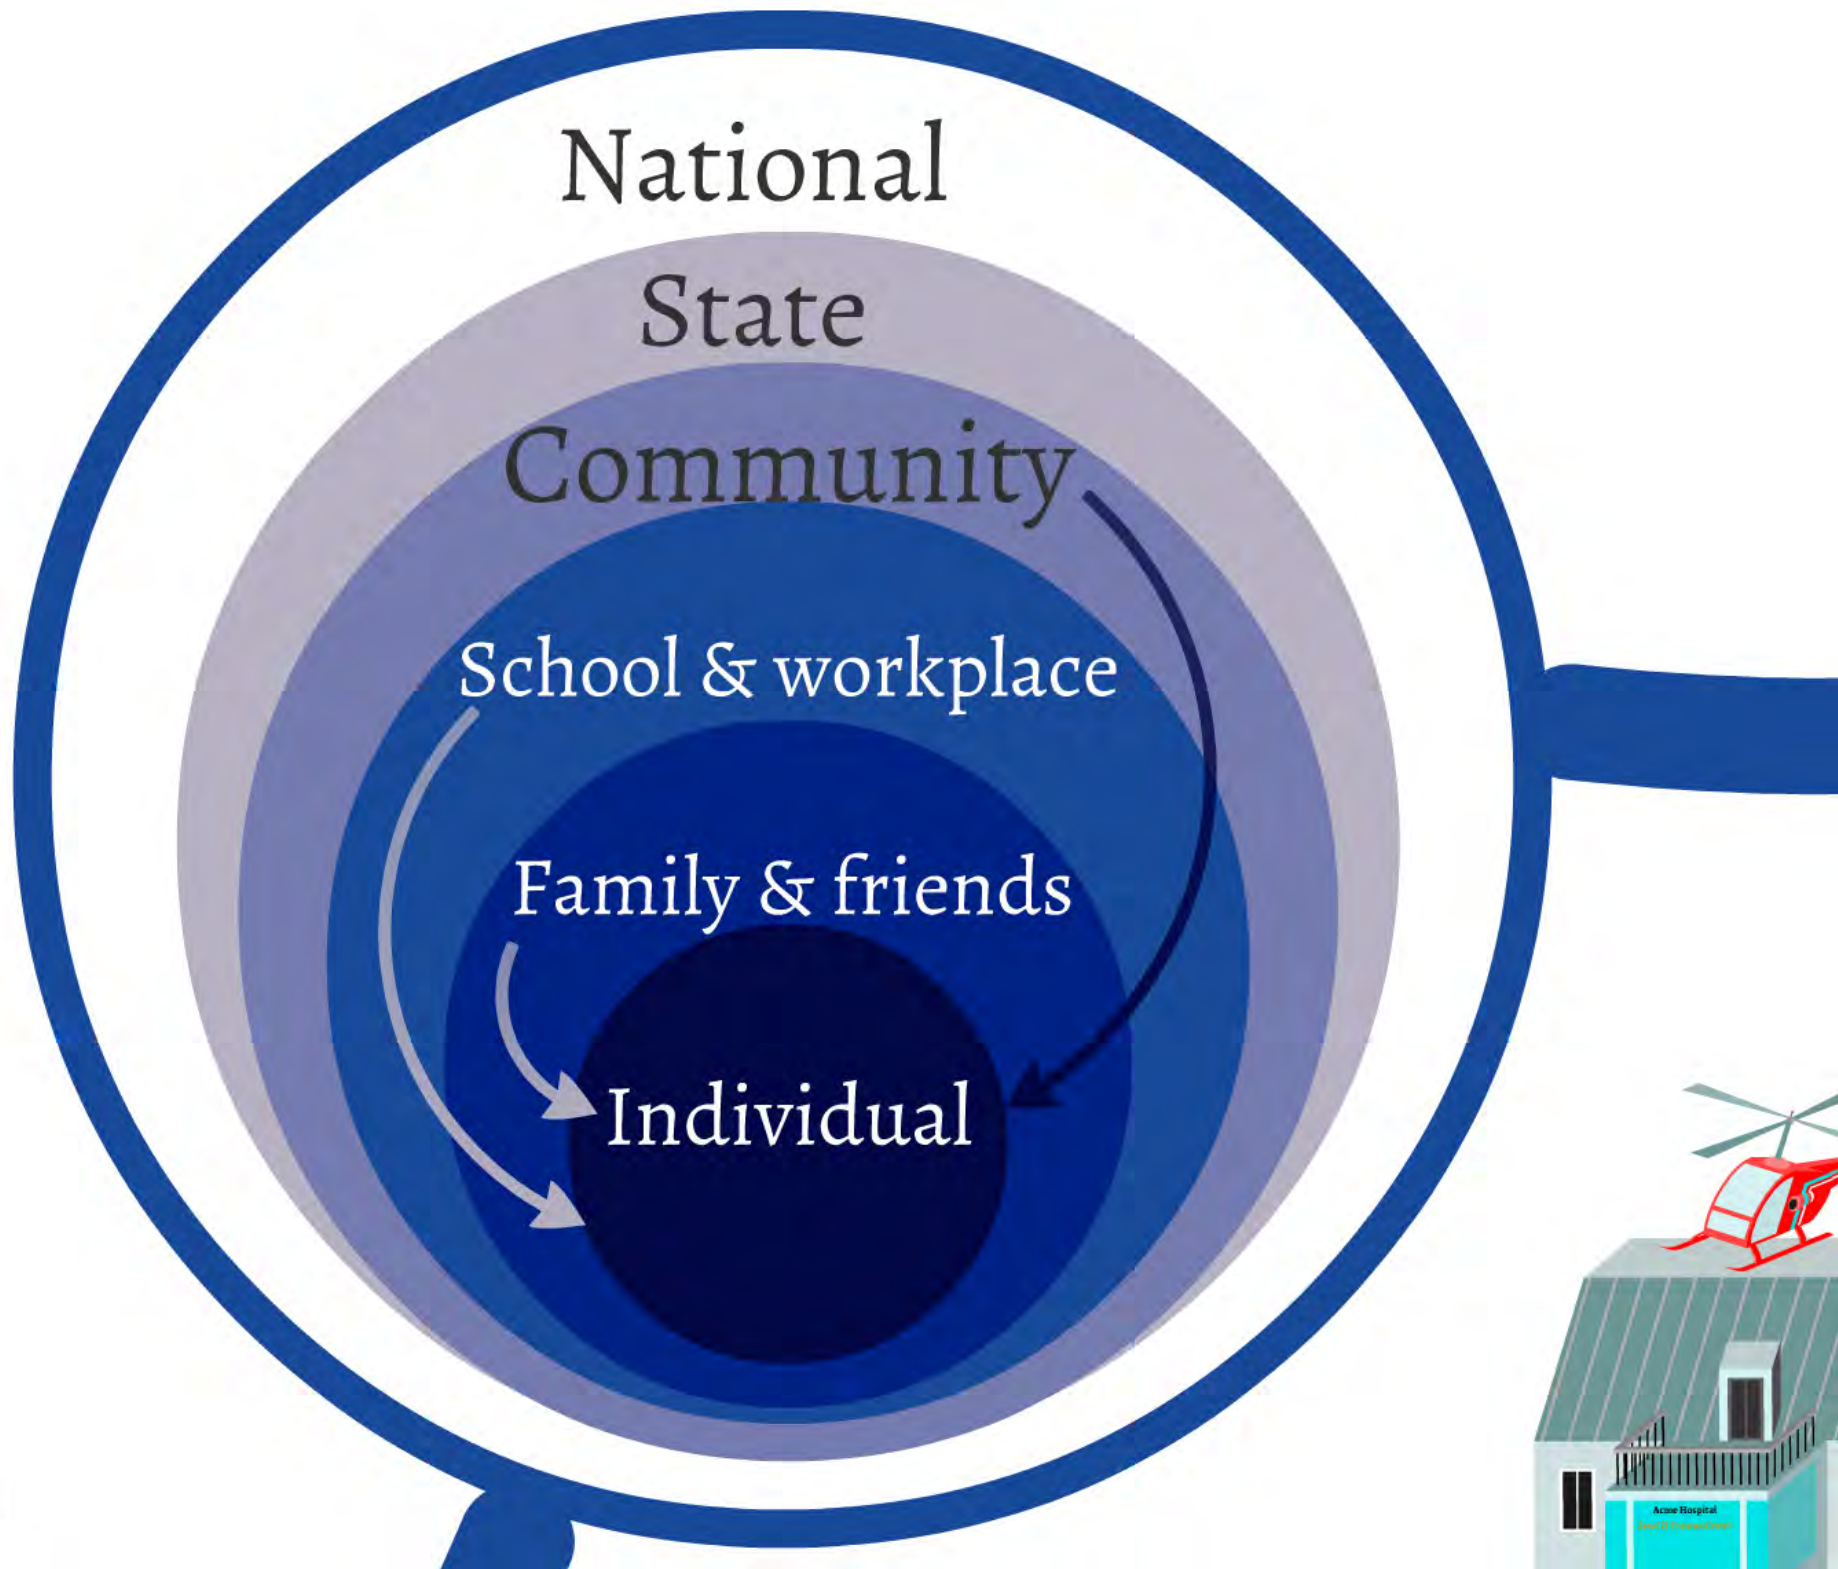 National
State
Community
School & workplace
Family & friends
Individual
Acme Hospital